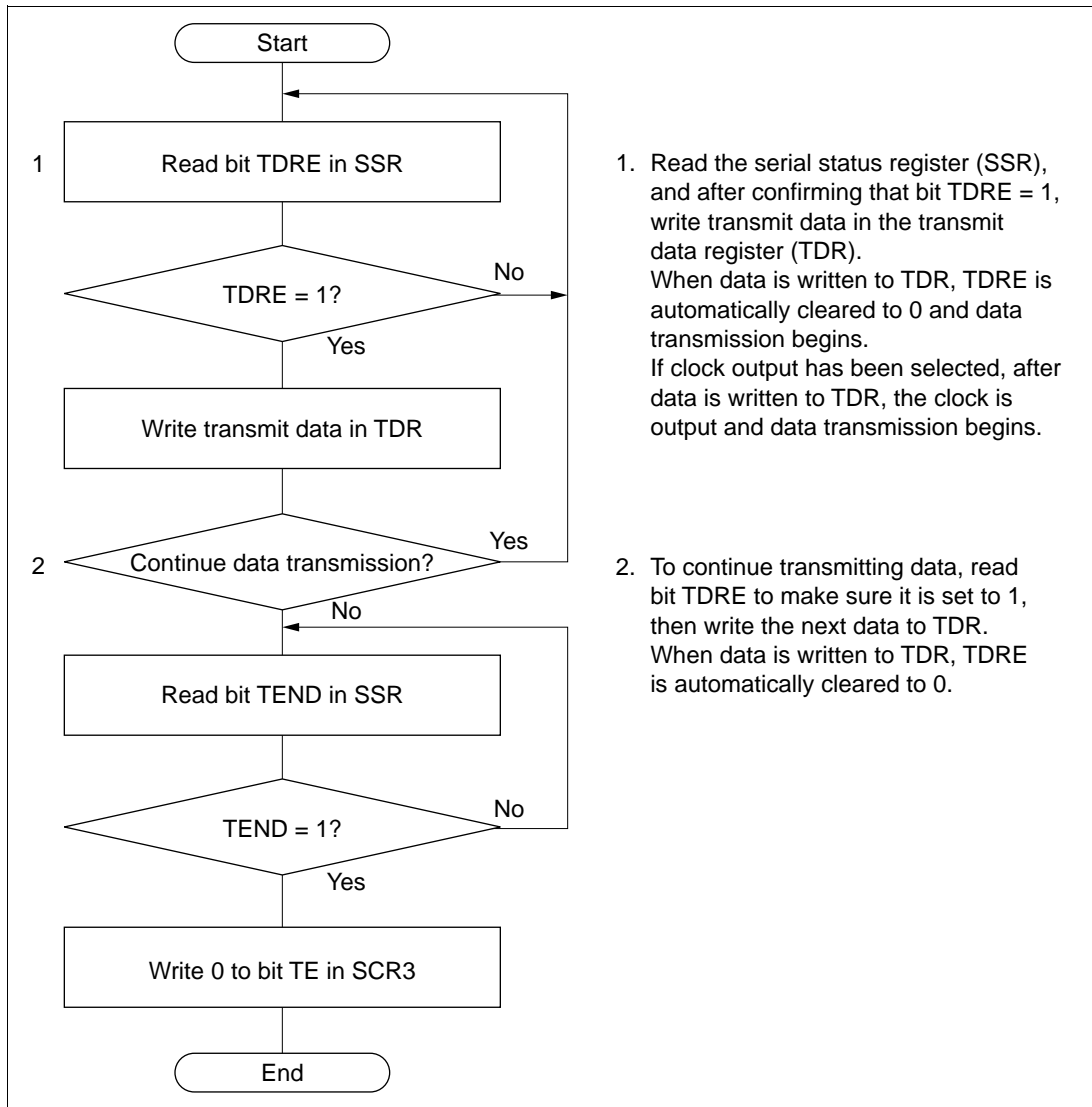 Start
1
Read bit TDRE in SSR
TDRE = 1?
No
Yes
Write transmit data in TDR
2
Continue data transmission?
Yes
No
Read bit TEND in SSR
TEND = 1?
No
Yes
Write 0 to bit TE in SCR3
End
1. Read the serial status register (SSR),
and after confirming that bit TDRE = 1,
write transmit data in the transmit
data register (TDR).
When data is written to TDR, TDRE is
automatically cleared to 0 and data
transmission begins.
If clock output has been selected, after
data is written to TDR, the clock is
output and data transmission begins.
2. To continue transmitting data, read
bit TDRE to make sure it is set to 1,
then write the next data to TDR.
When data is written to TDR, TDRE
is automatically cleared to 0.